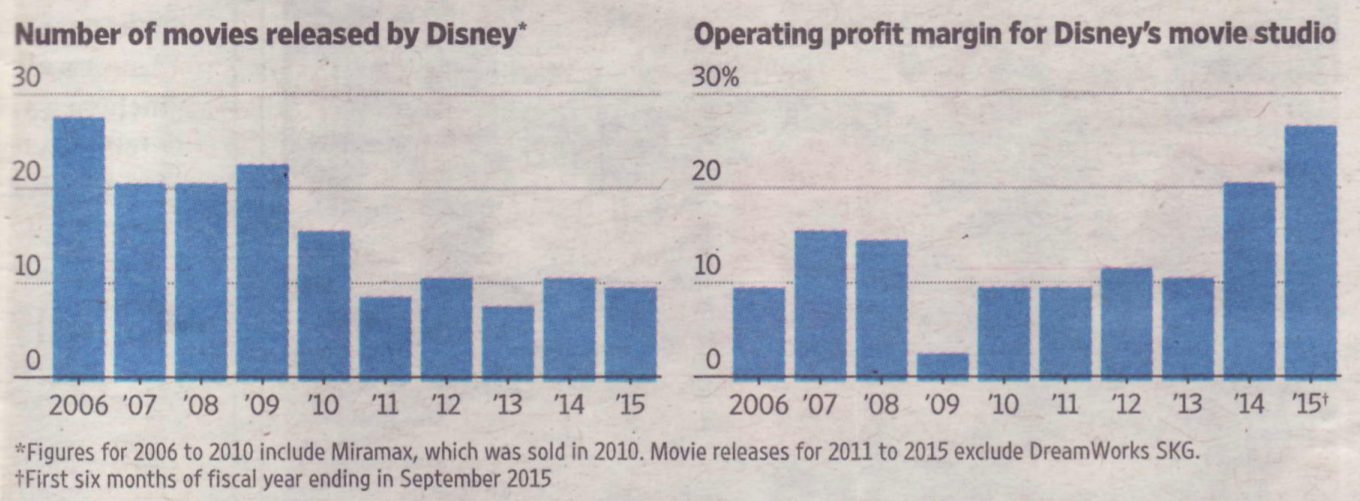 Number of movies released by Disney*
30
20
10
0
2006 '07 '08 '09 '10 '11 '12 '13 '14 '15
Operating profit margin for Disney's movie studio
30%
20
10
0
2006 '07 '08 '09 '10 '11 '12 '13 '14 '15†
*Figures for 2006 to 2010 include Miramax, which was sold in 2010. Movie releases for 2011 to 2015 exclude DreamWorks SKG.
†First six months of fiscal year ending in September 2015